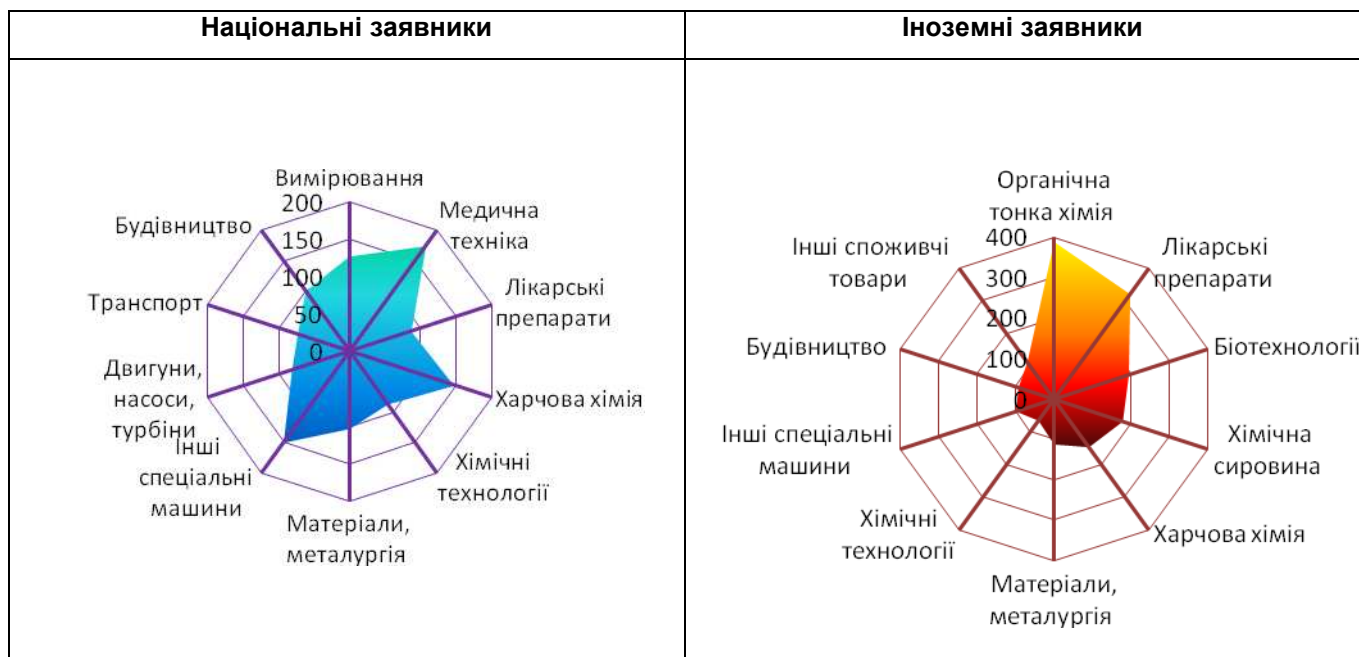 Національні заявники
Іноземні заявники
Вимірювання
Медична
техніка
Лікарські
препарати
Харчова хімія
Хімічні
технології
Матеріали,
металургія
Інші
спеціальні
машини
Двигуни,
насоси,
турбіни
Транспорт
Будівництво
200
150
100
50
0
Органічна
тонка хімія
Лікарські
препарати
Біотехнології
Хімічна
сировина
Харчова хімія
Матеріали,
металургія
Хімічні
технології
Інші спеціальні
машини
Будівництво
Інші споживчі
товари
400
300
200
100
0